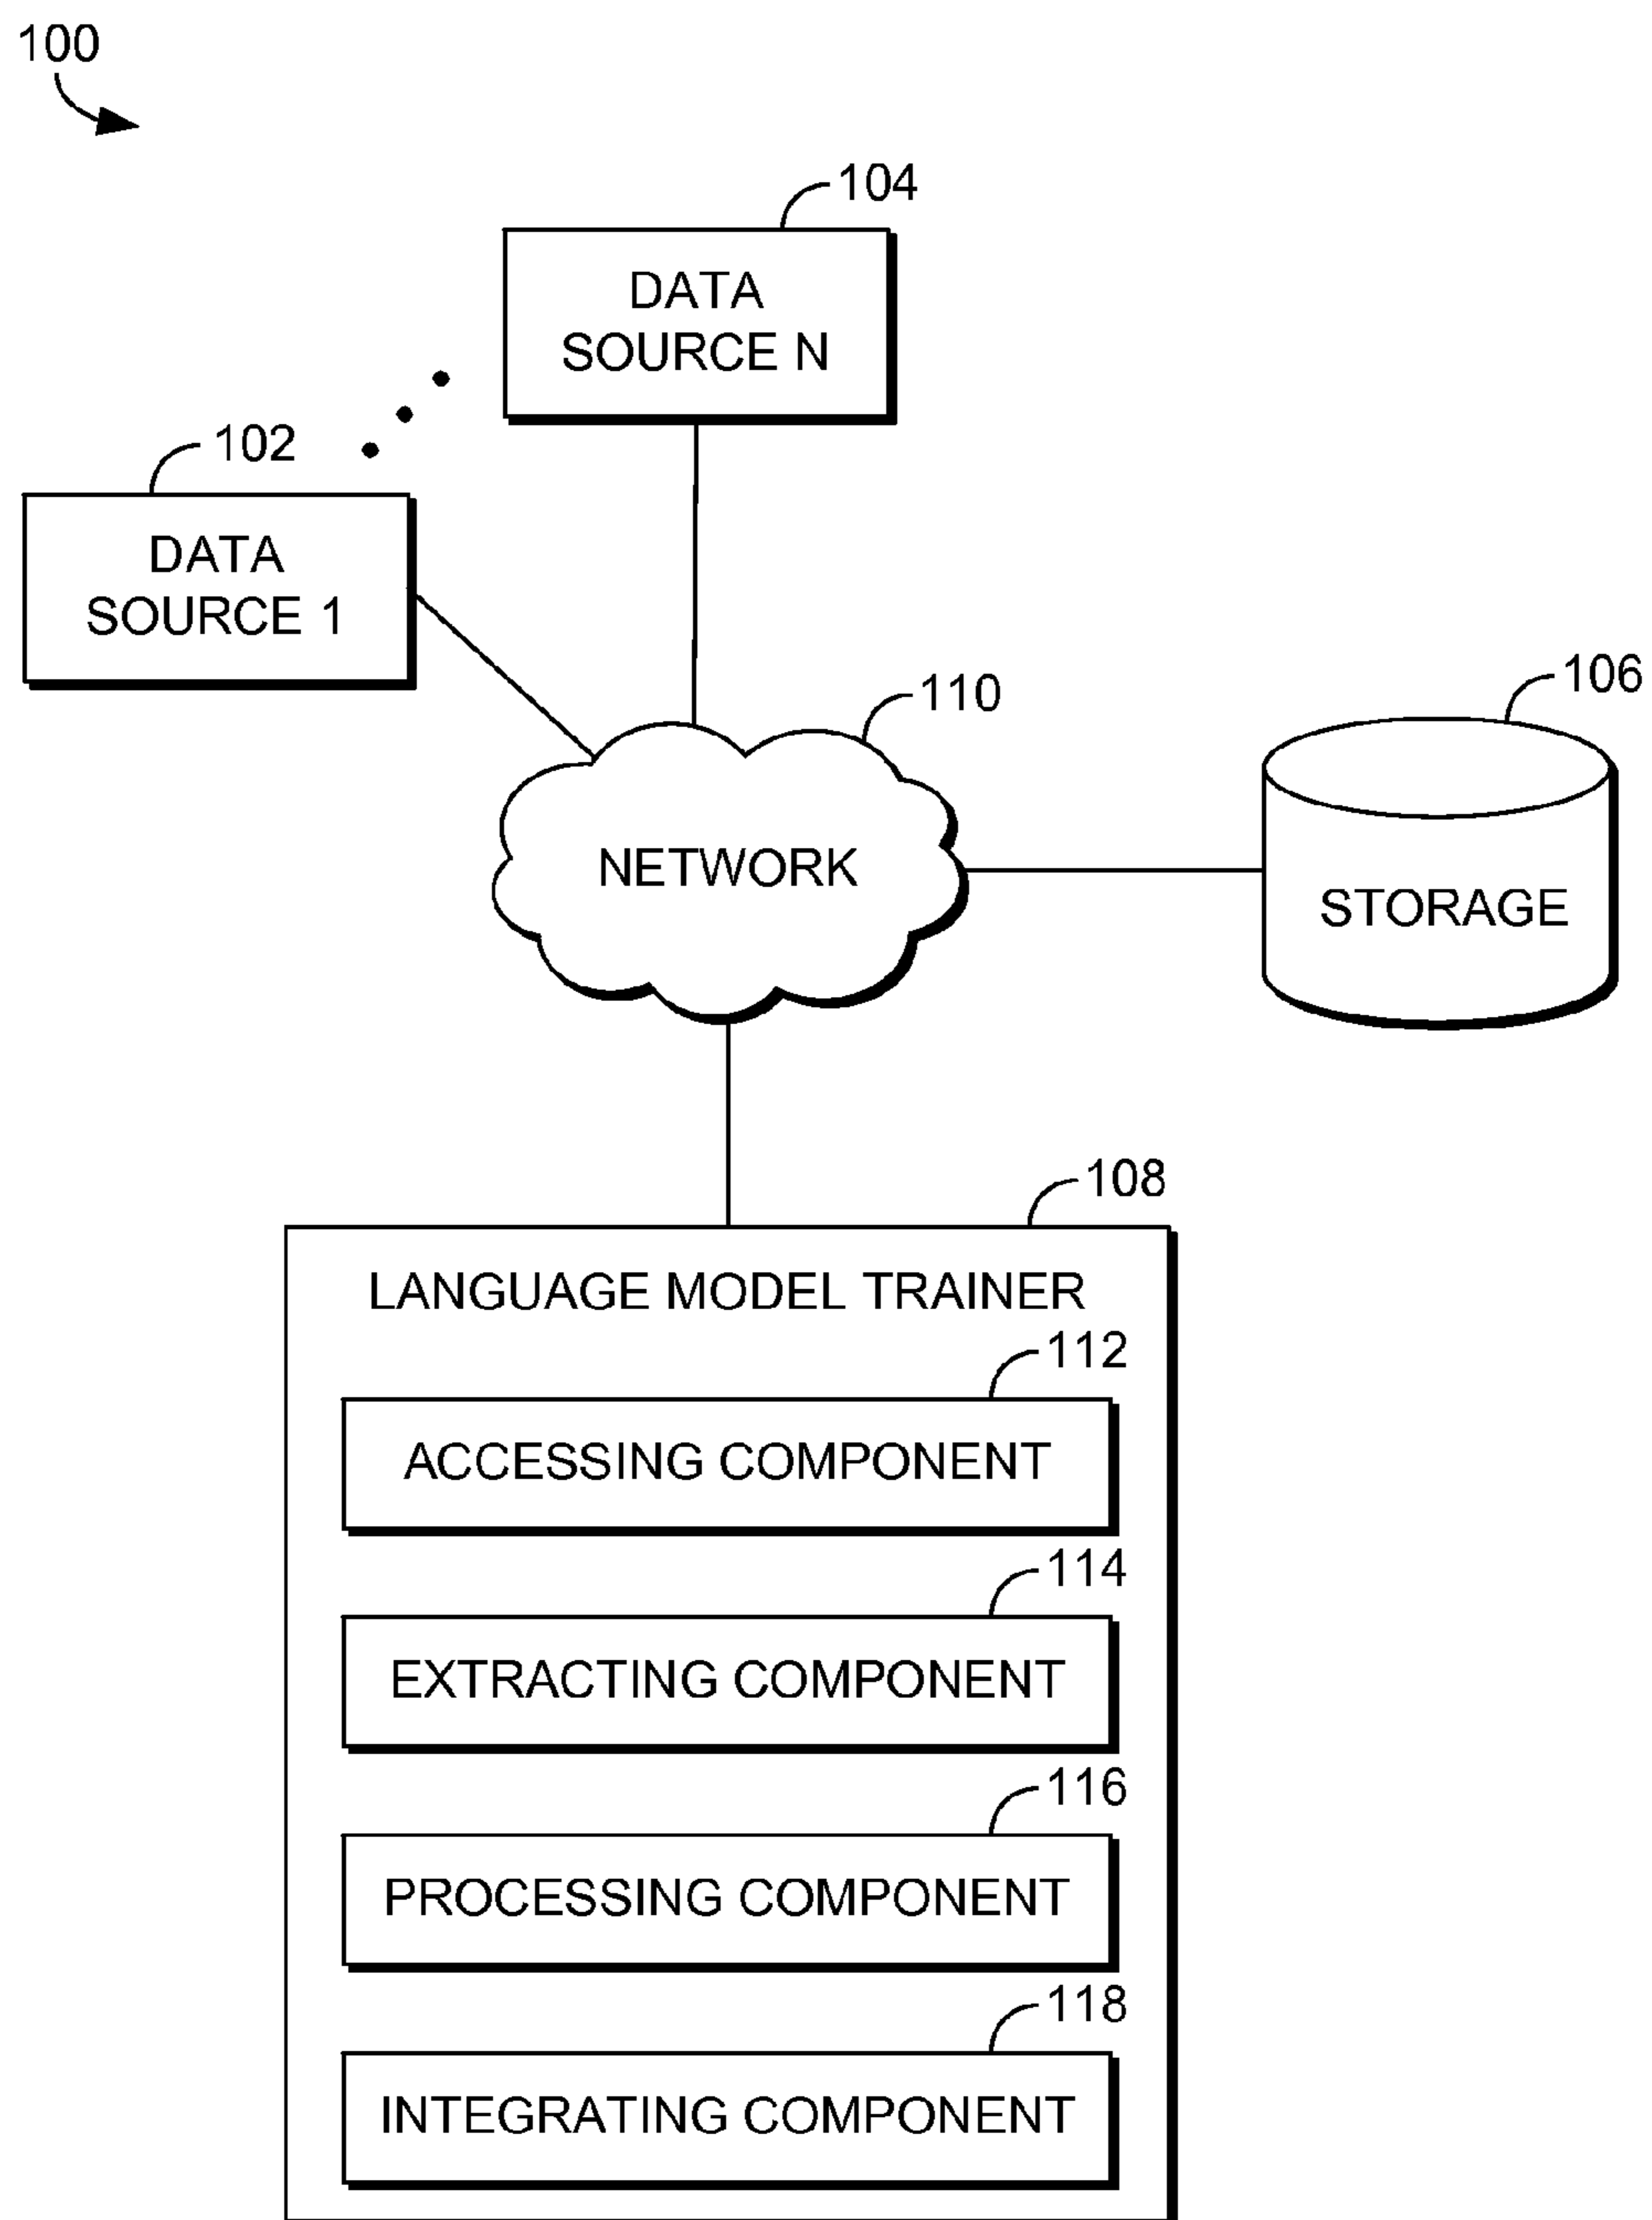 100
104
DATA
SOURCE N
102
DATA
SOURCE 1
110
106
NETWORK
STORAGE
108
LANGUAGE MODEL TRAINER
112
ACCESSING COMPONENT
114
EXTRACTING COMPONENT
116
PROCESSING COMPONENT
118
INTEGRATING COMPONENT